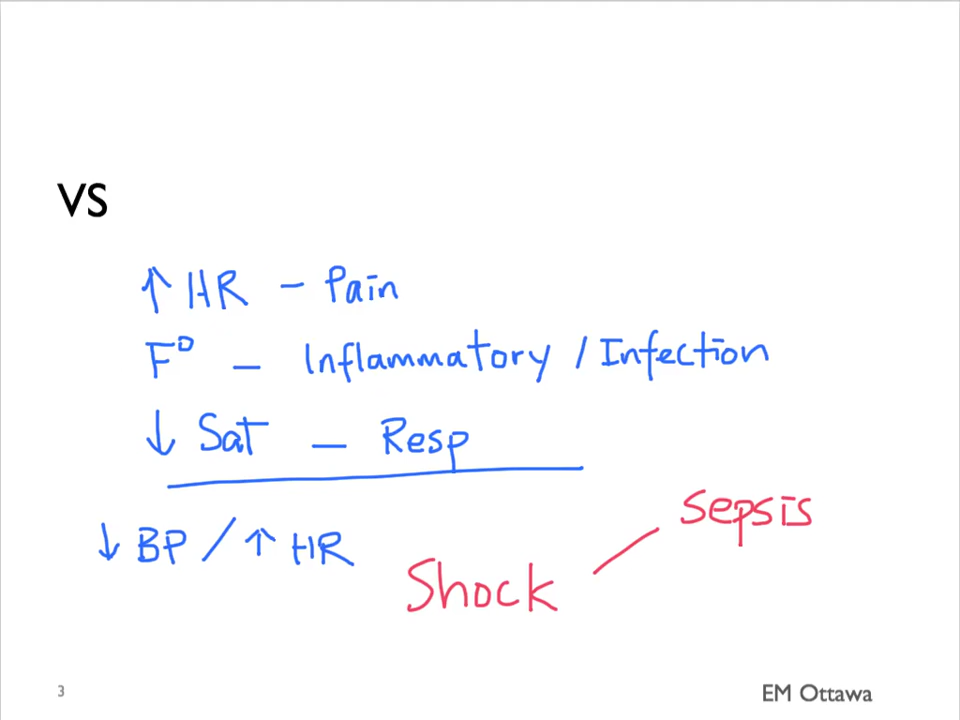 VS
↑ HR - Pain
F° - Inflammatory / Infection
↓ Sat - Resp
↓ BP / ↑ HR
Sepsis
Shock
3
EM Ottawa